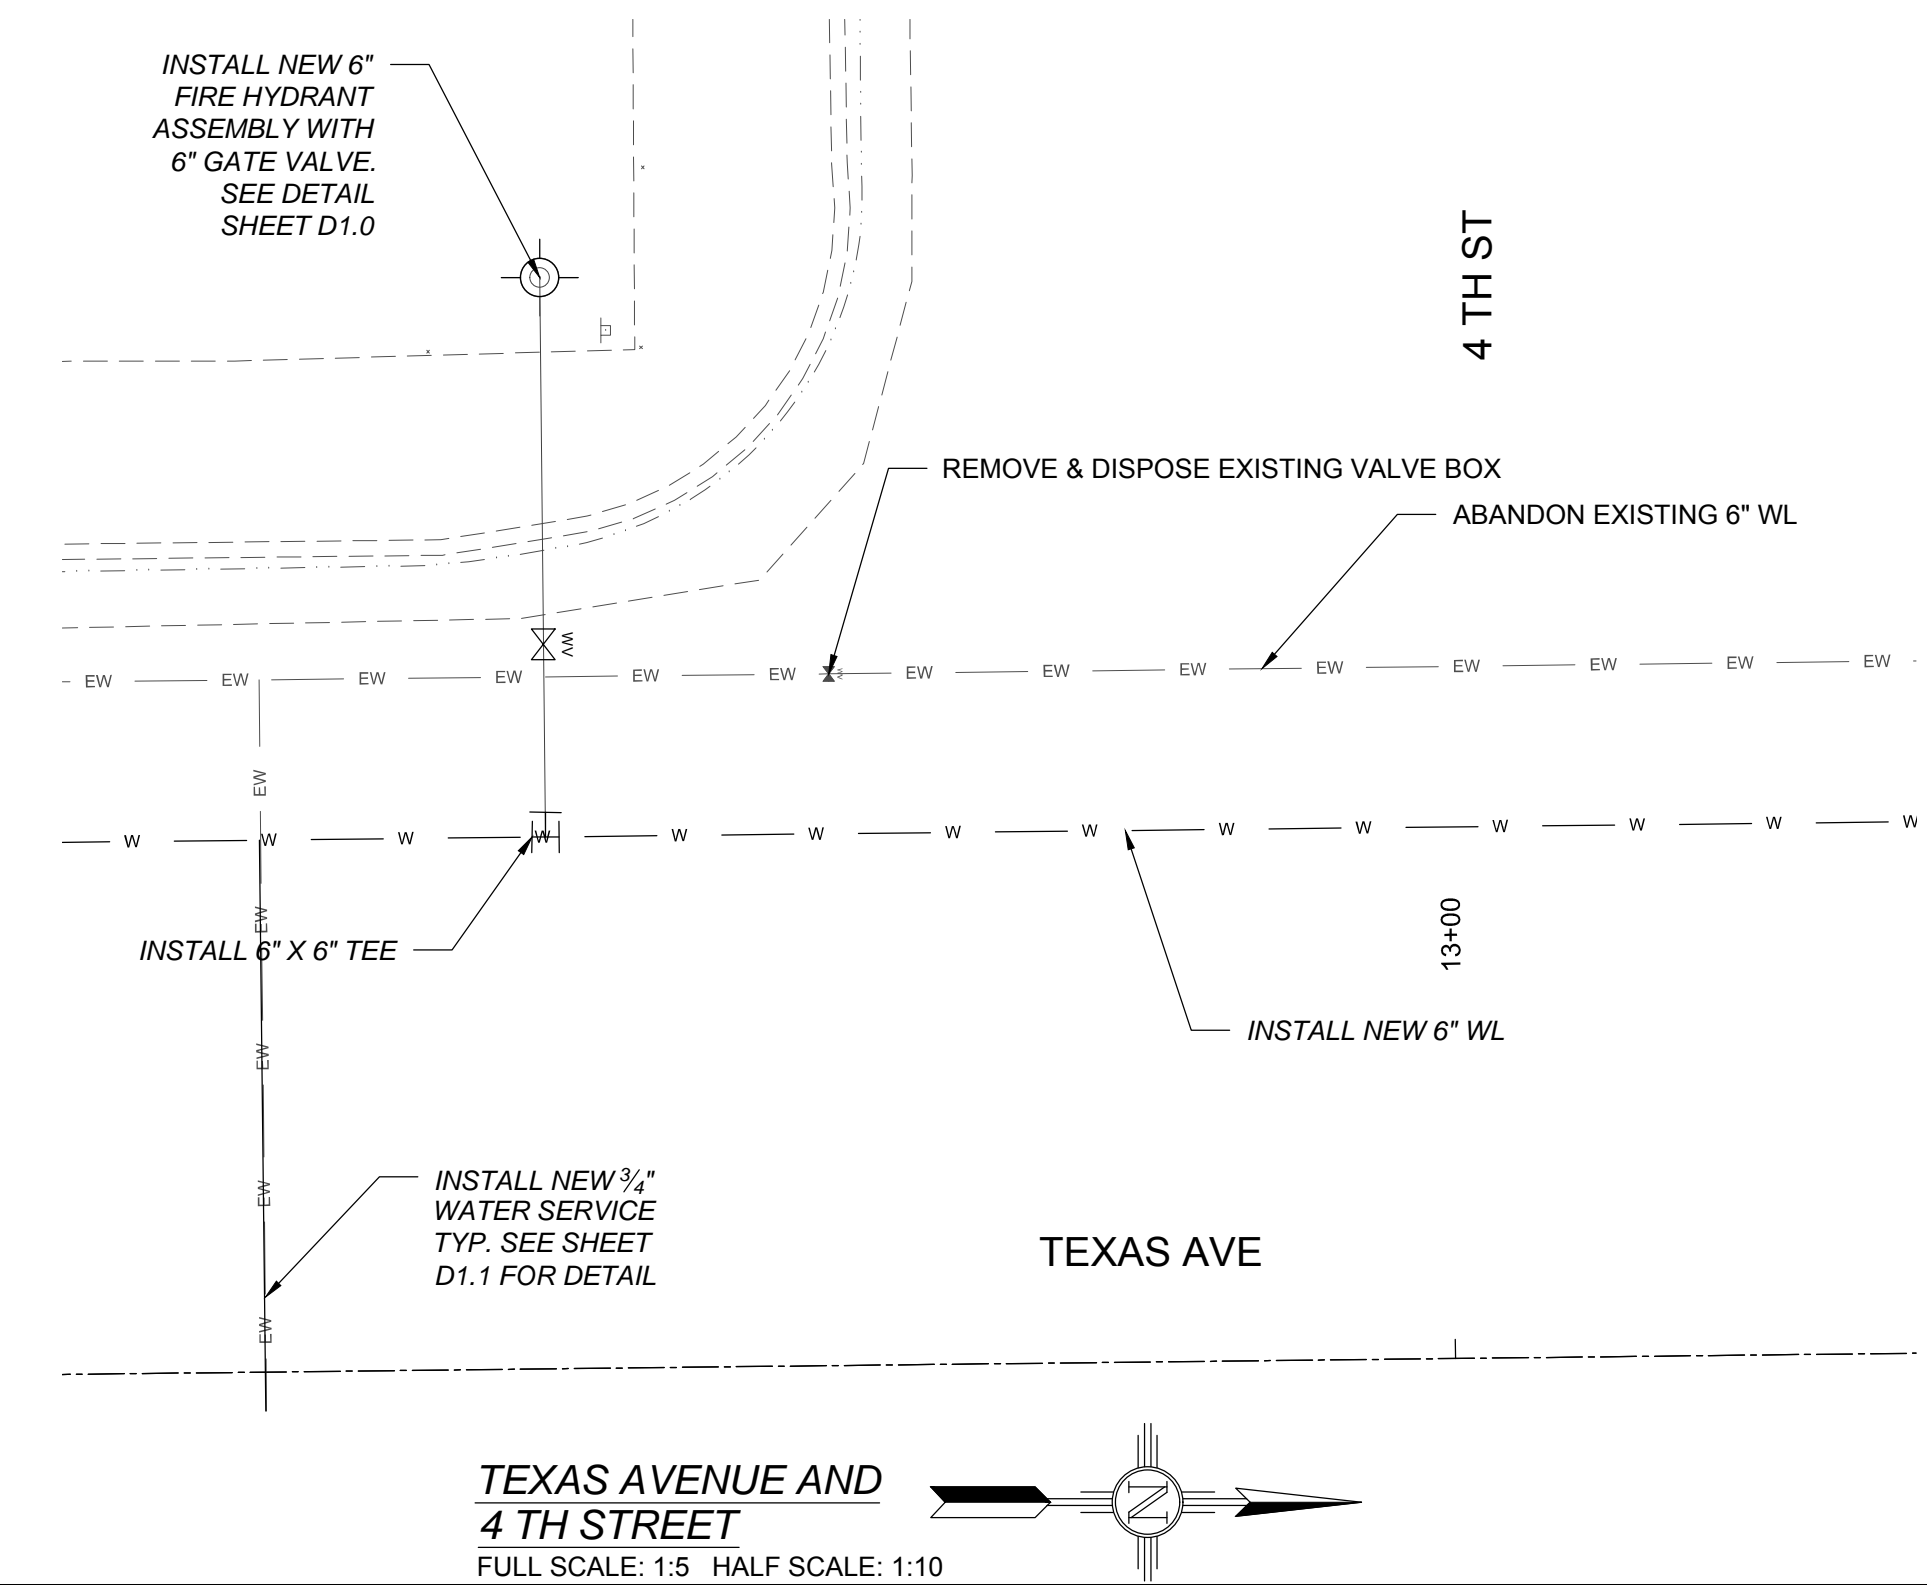 INSTALL NEW 6"
FIRE HYDRANT
ASSEMBLY WITH
6" GATE VALVE.
SEE DETAIL
SHEET D1.0
4 TH ST
REMOVE & DISPOSE EXISTING VALVE BOX
ABANDON EXISTING 6" WL
WV
EW EW EW EW EW EW EW EW EW EW EW EW EW EW
EW
W W W W W W W W W W W W W W
EW
INSTALL 6" X 6" TEE
13+00
INSTALL NEW 6" WL
EW
EW
INSTALL NEW 3/4"
WATER SERVICE
TYP. SEE SHEET
D1.1 FOR DETAIL
TEXAS AVE
EW
TEXAS AVENUE AND
4 TH STREET
FULL SCALE: 1:5 HALF SCALE: 1:10
N